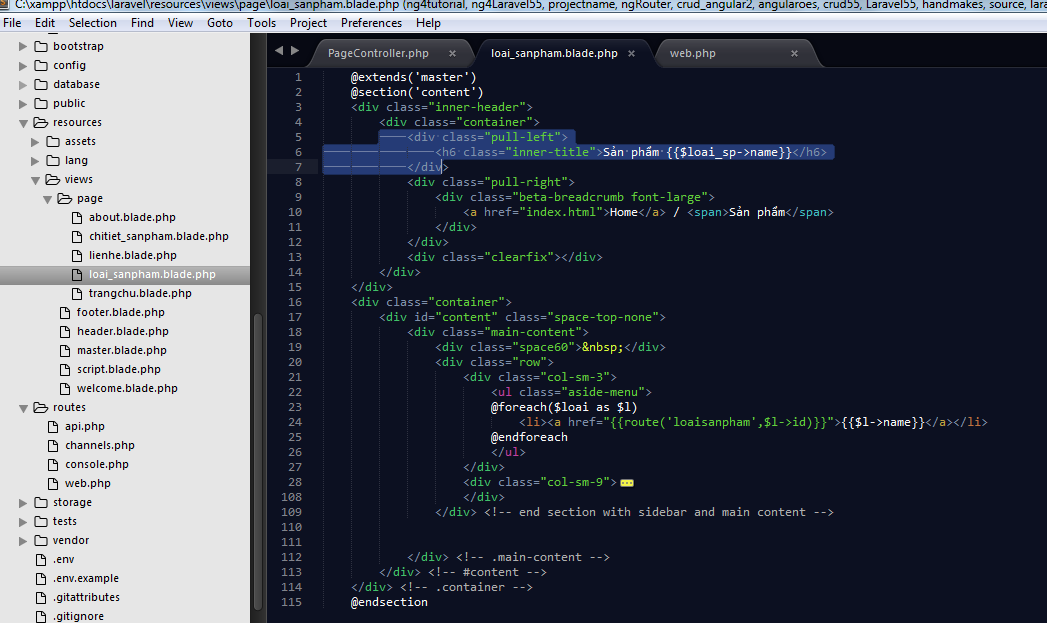 C:\xampp\htdocs\laravel\resources\views\page\loai_sanpham.blade.php (ng4tutorial, ng4Laravel55, projectname, ngRouter, crud_angular2, angularoes, crud55, Laravel55, handmakes, source, lara
File Edit Selection Find View Goto Tools Project Preferences Help
bootstrap
config
database
public
resources
assets
lang
views
page
about.blade.php
chitiet_sanpham.blade.php
lienhe.blade.php
loai_sanpham.blade.php
trangchu.blade.php
footer.blade.php
header.blade.php
master.blade.php
script.blade.php
welcome.blade.php
routes
api.php
channels.php
console.php
web.php
storage
tests
vendor
.env
.env.example
.gitattributes
.gitignore
PageController.php × loai_sanpham.blade.php × web.php ×
1 @extends('master')
2 @section('content')
3 <div class="inner-header">
4 <div class="container">
5 <div class="pull-left">
6 <h6 class="inner-title">Sản phẩm {{$loai_sp->name}}</h6>
7 </div>
8 <div class="pull-right">
9 <div class="beta-breadcrumb font-large">
10 <a href="index.html">Home</a> / <span>Sản phẩm</span>
11 </div>
12 </div>
13 <div class="clearfix"></div>
14 </div>
15 </div>
16 <div class="container">
17 <div id="content" class="space-top-none">
18 <div class="main-content">
19 <div class="space60">&nbsp;</div>
20 <div class="row">
21 <div class="col-sm-3">
22 <ul class="aside-menu">
23 @foreach($loai as $l)
24 <li><a href="{{route('loaisanpham',$l->id)}}">{{$l->name}}</a></li>
25 @endforeach
26 </ul>
27 </div>
28 <div class="col-sm-9">
108 </div>
109 </div> <!-- end section with sidebar and main content -->
110
111
112 </div> <!-- .main-content -->
113 </div> <!-- #content -->
114 </div> <!-- .container -->
115 @endsection